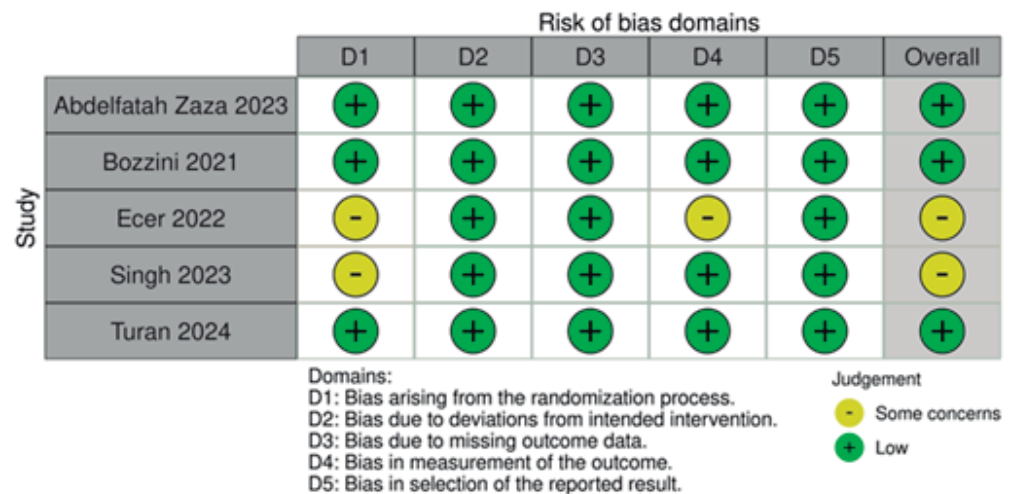 Risk of bias domains
D1 D2 D3 D4 D5 Overall
Study
Abdelfatah Zaza 2023 + + + + + +
Bozzini 2021 + + + + + +
Ecer 2022 - + + - + -
Singh 2023 - + + + + -
Turan 2024 + + + + + +
Domains:
D1: Bias arising from the randomization process.
D2: Bias due to deviations from intended intervention.
D3: Bias due to missing outcome data.
D4: Bias in measurement of the outcome.
D5: Bias in selection of the reported result.
Judgement
- Some concerns
+ Low